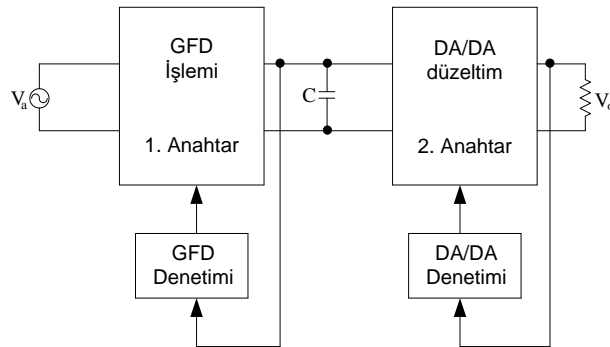 GFD
İşlemi
1. Anahtar
DA/DA
düzeltim
2. Anahtar
Va
C
GFD
Denetimi
DA/DA
Denetimi